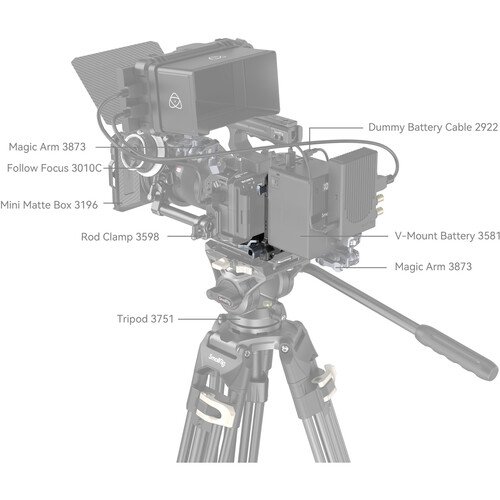 Magic Arm 3873
Follow Focus 3010C
Mini Matte Box 3196
Rod Clamp 3598
Tripod 3751
Dummy Battery Cable 2922
V-Mount Battery 3581
Magic Arm 3873
SmallRig